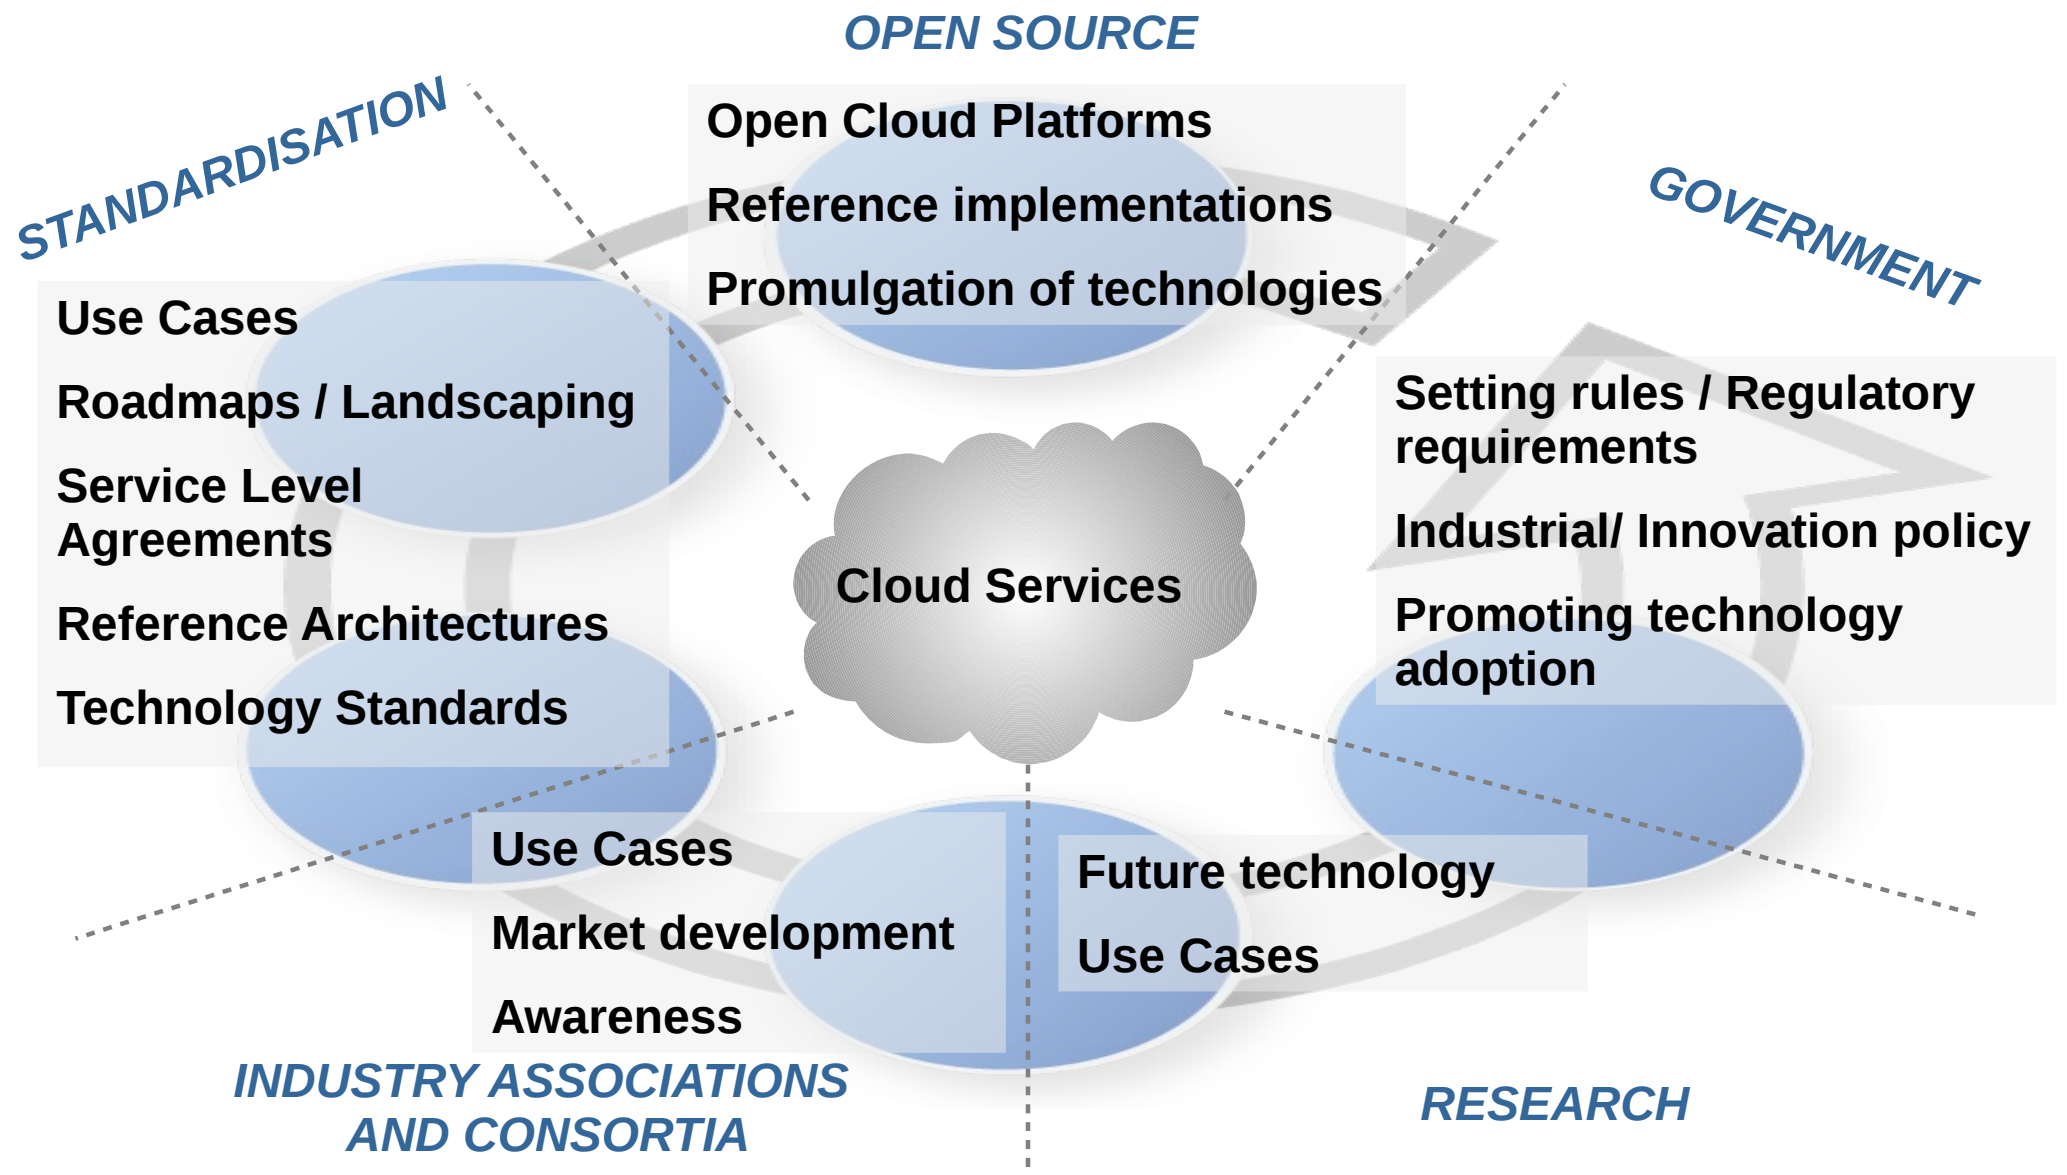 OPEN SOURCE
Open Cloud Platforms
Reference implementations
Promulgation of technologies
STANDARDISATION
Use Cases
Roadmaps / Landscaping
Service Level
Agreements
Reference Architectures
Technology Standards
GOVERNMENT
Setting rules / Regulatory
requirements
Industrial/ Innovation policy
Promoting technology
adoption
Cloud Services
Use Cases
Market development
Awareness
INDUSTRY ASSOCIATIONS
AND CONSORTIA
Future technology
Use Cases
RESEARCH